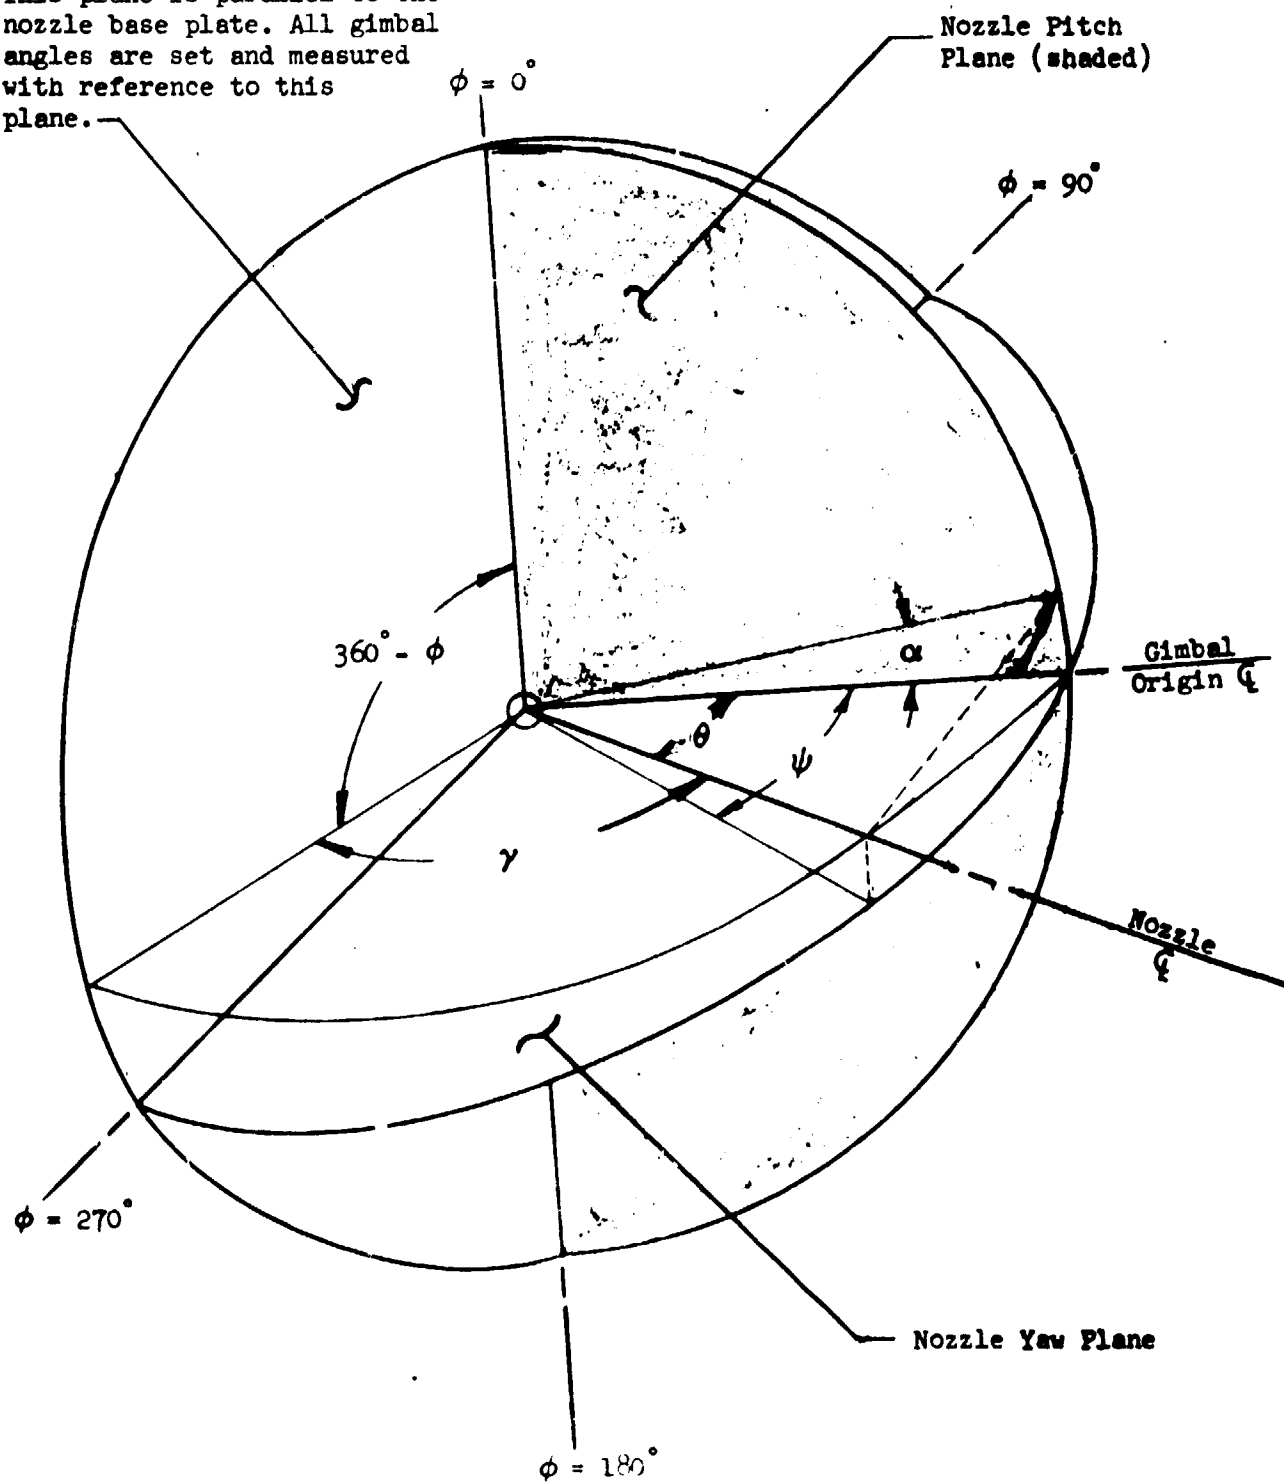 nozzle base plate. All gimbal
angles are set and measured
with reference to this
plane.
Nozzle Pitch
Plane (shaded)
φ = 0°
φ = 90°
360° - φ
α
Gimbal
Origin ℄
θ
ψ
γ
Nozzle
℄
φ = 270°
Nozzle Yaw Plane
φ = 180°